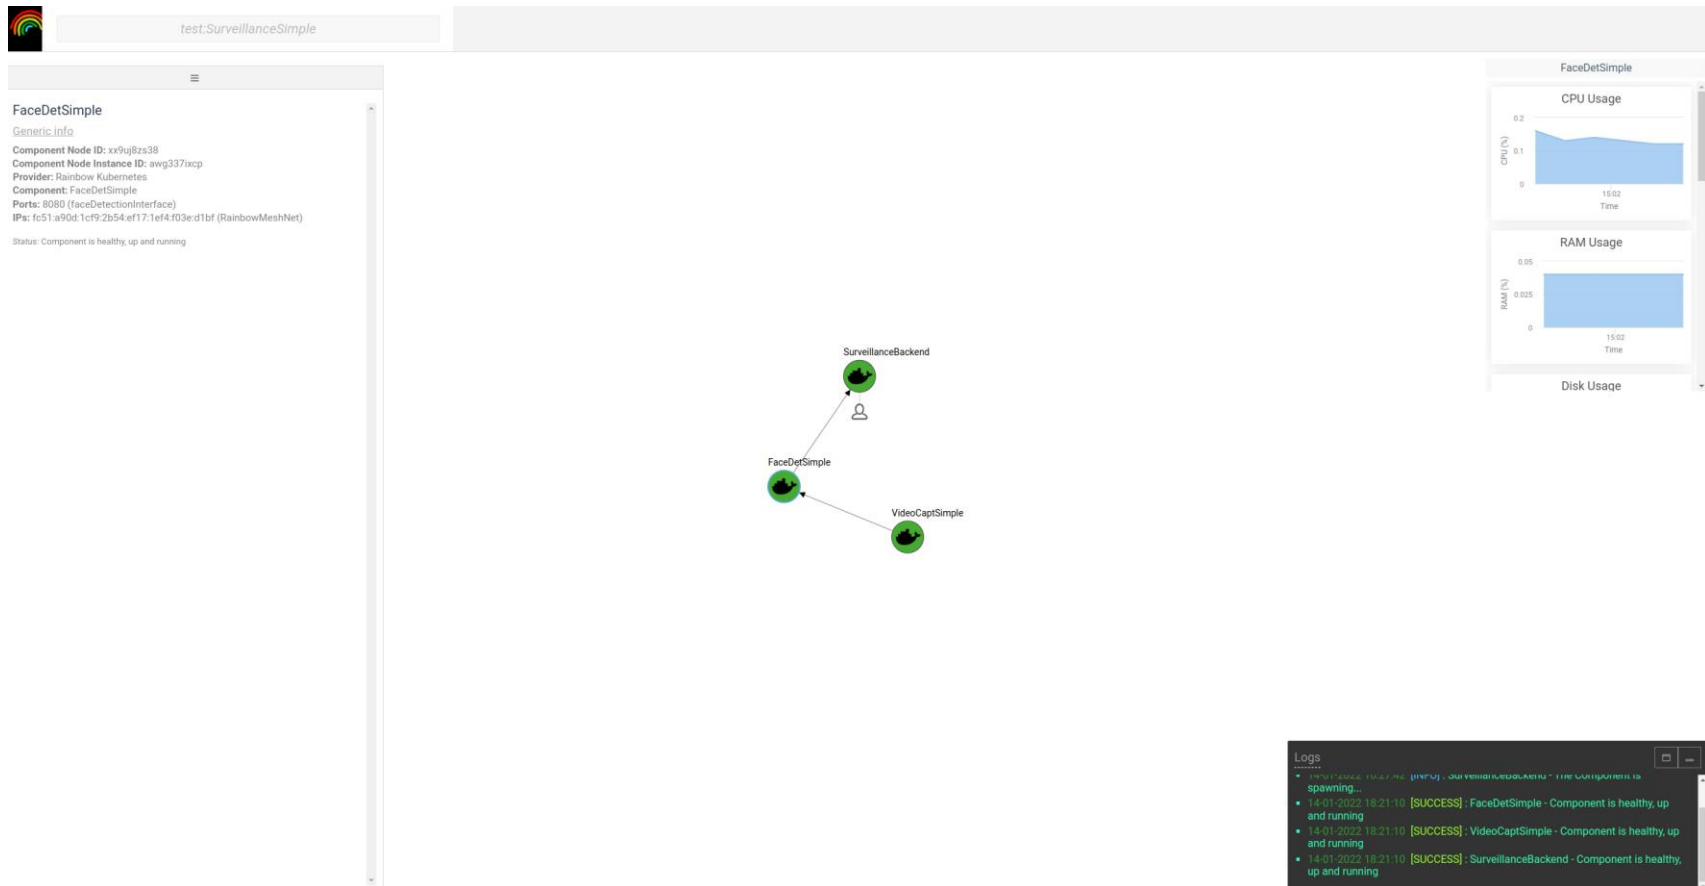 test:SurveillanceSimple
FaceDetSimple
Generic info
Component Node ID: xx9uj8zs38
Component Node Instance ID: awg337ixcp
Provider: Rainbow Kubernetes
Component: FaceDetSimple
Ports: 8080 (faceDetectionInterface)
IPs: fc51:a90d:1cf9:2b54:ef17:1ef4:f03e:d1bf (RainbowMeshNet)
Status: Component is healthy, up and running
SurveillanceBackend
FaceDetSimple
VideoCaptSimple
FaceDetSimple
CPU Usage
0.2
CPU (%)
0.1
0
15:02
Time
RAM Usage
0.05
RAM (%)
0.025
0
15:02
Time
Disk Usage
Logs
[INFO] : SurveillanceBackend - The Component is
spawning...
14-01-2022 18:21:10 [SUCCESS] : FaceDetSimple - Component is healthy, up
and running
14-01-2022 18:21:10 [SUCCESS] : VideoCaptSimple - Component is healthy, up
and running
14-01-2022 18:21:10 [SUCCESS] : SurveillanceBackend - Component is healthy,
up and running